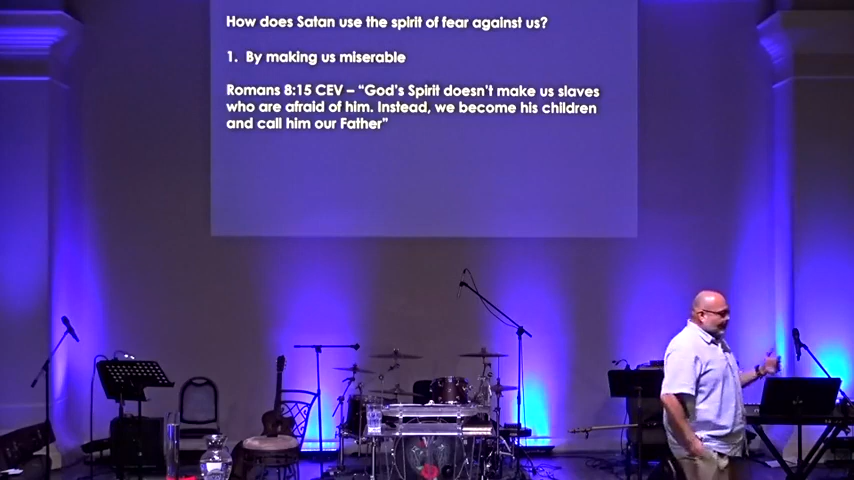 How does Satan use the spirit of fear against us?
1. By making us miserable
Romans 8:15 CEV – “God’s Spirit doesn’t make us slaves
who are afraid of him. Instead, we become his children
and call him our Father”